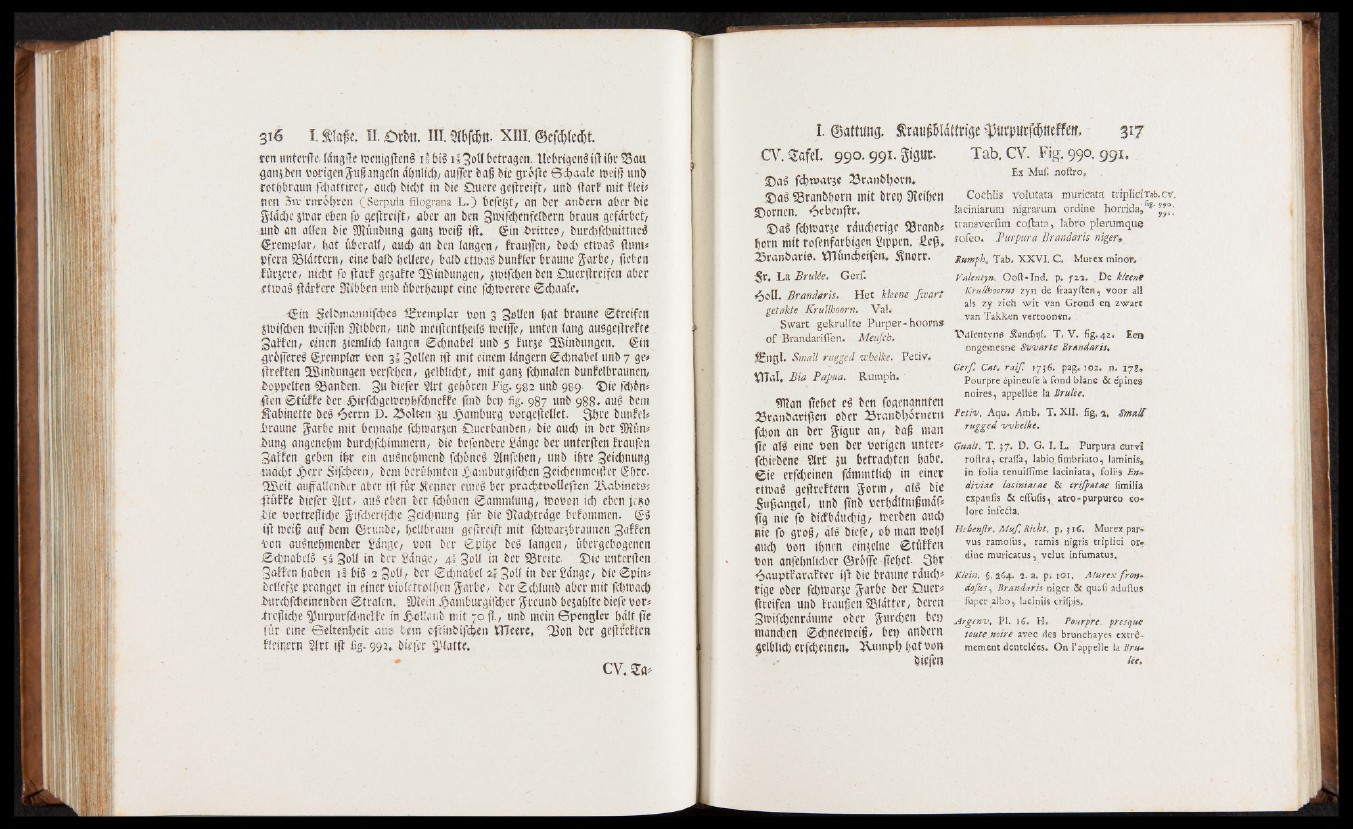 316 I. Klaße. II. Ordn. III. Abschn. XIII. Geschlecht.
ren unterste, längste wenigstens 1¼ bis 1½ Zoll betragen. Uebrigens ist ihr Bau
ganz den vorigen Fußangeln ähnlich, ausser daß die gröste Schaale weiß und
rothbraun schattiret, auch dicht in die Quere gestreift, und stark mit klei-
nen Wurmröhren (Serpula filograna L.) besetzt, an der andern aber die
Fläche zwar eben so gestreift, aber an den Zwischenfeldern braun gefärbet,
und an allen die Mündung ganz weiß ist. Ein drittes, durchschnittnes
Exemplar, hat überall, auch an den langen, kraussen, doch etwas stum-
pfern Blättern, eine bald hellere, bald etwas dunkler braune Farbe, sieben
kürzere, nicht so stark gezakte Windungen, zwischen den Querstreifen aber
etwas stärkere Ribben und überhaupt eine schwerere Schaale.
Ein Feldmannisches Exemplar von 3 Zollen hat braune Streifen
zwischen weissen Ribben, und meistentheils weisse, unten lang ausgestrekte
Zakken, einen ziemlich langen Schnabel und 5 kurze Windungen. Ein
grösseres Exemplar von 3¾ Zollen ist mit einem längern Schnabel und 7 ge-
strekten Windungen versehen, gelblicht, mit ganz schmalen dunkelbraunen,
doppelten Banden. Zu dieser Art gehören Fig. 982 und 989. Die schön-
sten Stükke der Hirschgeweyhschnekke sind bey fig. 987 und 988. aus dem
Kabinette des Herrn D. Bolten zu Hamburg vorgestellet. Ihre dunkel-
braune Farbe mit beynahe schwarzen Querbanden, die auch in der Mün-
dung angenehm durchschimmern, die besondere Länge der untersten krausen
Zakken geben ihr ein ausnehmend schönes Ansehen, und ihre Zeichnung
macht Herr Fischern, dem berühmten Hamburgischen Zeichenmeister Ehre.
Weit auffallender aber ist für Kenner eines der prachtvollesten Kabinets-
stükke dieser Art, aus eben der schönen Sammlung, wovon ich eben jetzo
die vortrefliche Fischerische Zeichnung für die Nachträge bekommen. Es
ist weiß auf dem Grunde, hellbraun gestreift mit schwarzbraunen Zakken
von ausnehmender Länge, von der Spitze des langen, übergebogenen
Schnabels 5¼ Zoll in der Länge, 4¼ Zoll in der Breite. Die untersten
Zakken haben 1¾ bis 2 Zoll, der Schnabel 2¼ Zoll in der Länge, die Spin-
dellefze pranget in einer violetrothen Farbe, der Schlund aber mit schwach
durchscheinenden Stralen. Mein Hamburgischer Freund bezahlte diese vor-
trefliche Purpurschnekke in Holland mit 70 fl., und mein Spengler hält sie
für eine Seltenheit aus dem ostindischen Meere. Von der gestrekten
kleinern Art ist fig. 992. dieser Platte.
CV. Ta-
I. Gattung. Kraußblättrige Purpurschnekken. 317
CV. Tafel. 990. 991. Figur.
Das schwarze Brandhorn.
Das Brandhorn mit drey Reihen
Dornen. Hebenstr.
Das schwarze räucherige Brand-
horn mit rosenfarbigen Lippen. Leß.
Brandaris. Müncheisen. Knorr.
Fr. La Brulée. Gers.
Holl. Brandaris. Het kleene swart
getakte Krulhoorn. Val.
Swart gekrullte Purper-hoorns
of Brandarissen. Meusch.
Engl. Small rugged whelke. Petiv.
Mal. Bia Papua. Rumph.
Man siehet es den sogenannten
Brandarißen oder Brandhörnern
schon an der Figur an, daß man
sie als eine von der vorigen unter-
schiedene Art zu betrachten habe.
Sie erscheinen sämmtlich in einer
etwas gestrektern Form, als die
Fußangel, und sind verhältnißmäs-
sig nie so dickbäuchig, werden auch
nie so groß, als diese, ob man wohl
auch von ihnen einzelne Stükken
von ansehnlicher Grösse siehet. Ihr
Hauptkarakter ist die braune räuch-
rige oder schwarze Farbe der Quer-
streifen und kraußen Blätter, deren
Zwischenräume oder Furchen bey
manchen Schneeweiß, bey andern
gelblich erscheinen. Rumph hat von
diesen
Tab. CV. Fig. 990. 991.
Ex Mus. nostro.
Cochlis volutata muricata triplici
laciniarum nigrarum ordine horrida,
transversim costata, labro plerumque
roseo. Purpura Brandaris niger.
Tab. CV.
fig. 990.
991.
Rumph. Tab. XXVI. C. Murex minor.
Valentyn. Oost-Ind. p. 522. De kleene
Krullhoorns zyn de fraaysten, voor all
als zy zich wit van Grond en zwart
van Takken vertoonen.
Valentyns Konchyl. T. V. fig. 42. Een
ongemeene Swarte Brandaris.
Gers. Cat. rais. 1736. pag. 102. n. 178.
Pourpre épineuse à fond blanc & épines
noires, appellée la Brulée.
Petiv. Aqu. Amb. T. XII. fig. 2. Small
rugged whelke.
Gualt. T. 37. D. G. I. L. Purpura curvi
rostra, crassa, labio fimbriato, laminis,
in folia tenuissime laciniata, foliis En-
diviae laciniatae & crispatae similia
expansis & effusis, atro-purpureo co-
lore infecta.
Hebenstr. Mus. Richt. p. 316. Murex par-
vus ramosus, ramis nigris triplici or-
dine muricatus, velut infumatus.
Klein. §. 264. 2. a. p. 101. Murex fron-
dosus, Brandaris niger & quasi adustus
super albo, laciniis crispis.
Argenv. Pl. 16. H. Pourpre presque
toute noire avec des brunchayes extrê-
mement dentelées. On l'appelle la Bru-
lée.